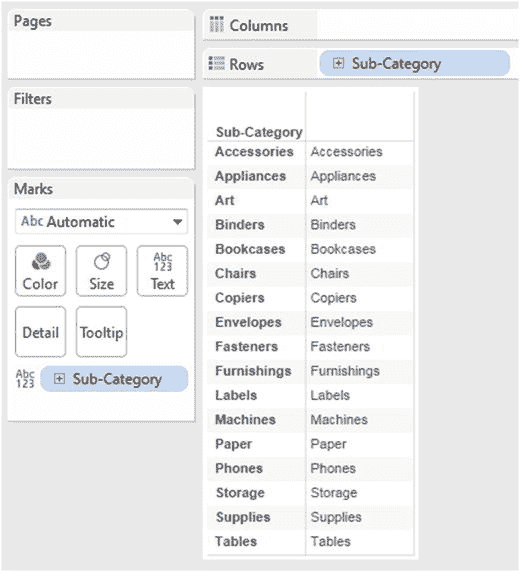 Pages
Columns
Rows
Sub-Category
Filters
Marks
Abc Automatic
Color
Size
Abc
123
Text
Detail
Tooltip
Abc
123
Sub-Category
Sub-Category
Accessories Accessories
Appliances Appliances
Art Art
Binders Binders
Bookcases Bookcases
Chairs Chairs
Copiers Copiers
Envelopes Envelopes
Fasteners Fasteners
Furnishings Furnishings
Labels Labels
Machines Machines
Paper Paper
Phones Phones
Storage Storage
Supplies Supplies
Tables Tables